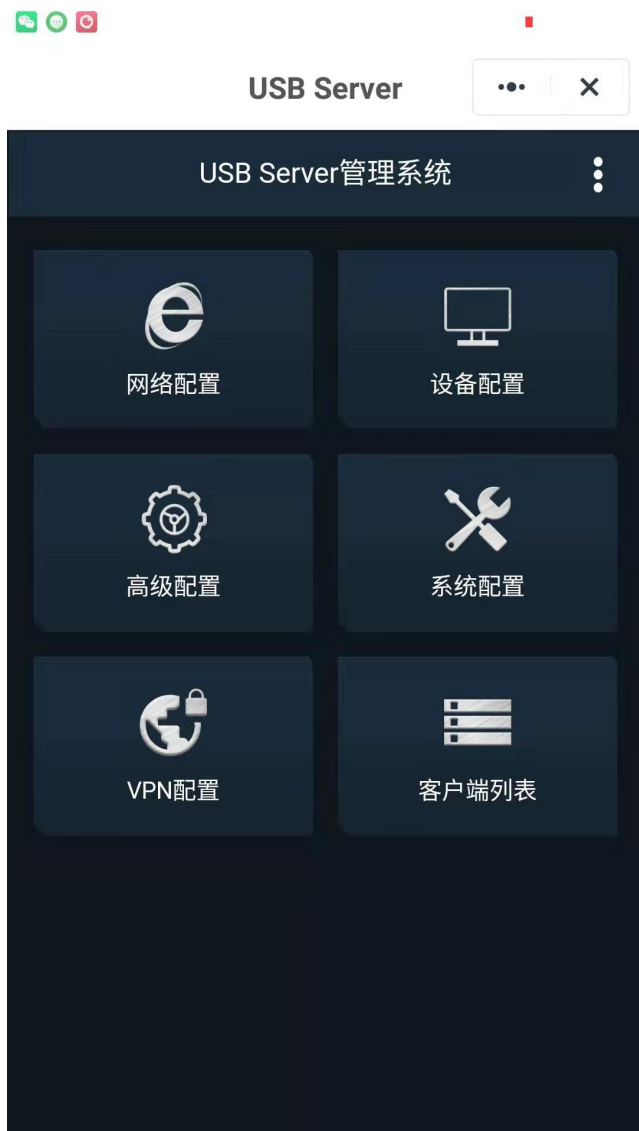 USB Server
USB Server管理系统
网络配置
设备配置
高级配置
系统配置
VPN配置
客户端列表